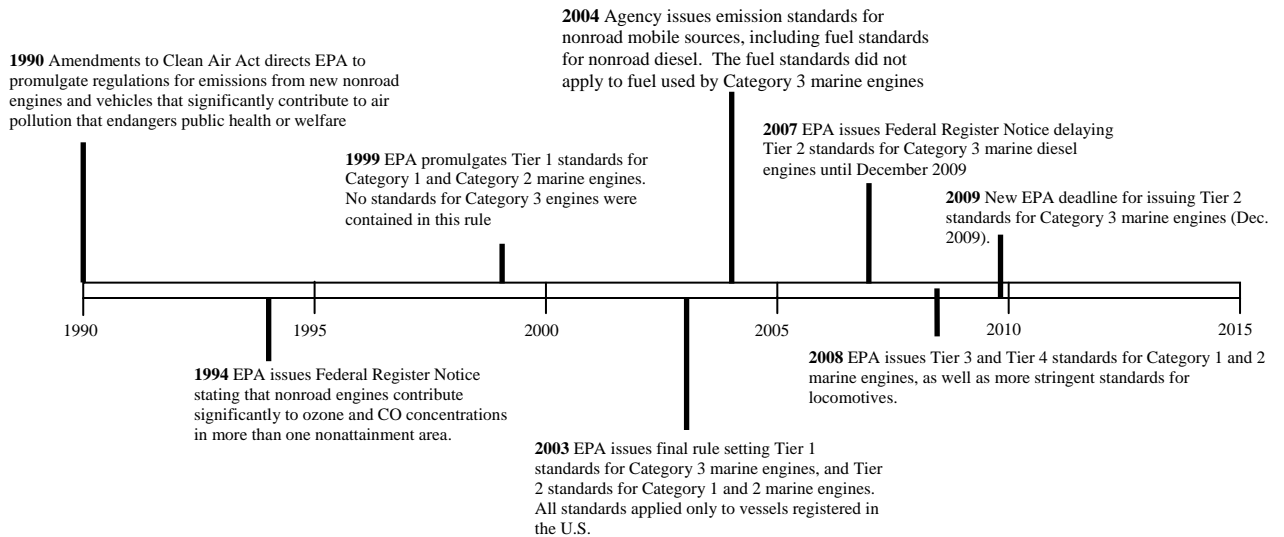 1990 Amendments to Clean Air Act directs EPA to
promulgate regulations for emissions from new nonroad
engines and vehicles that significantly contribute to air
pollution that endangers public health or welfare
1999 EPA promulgates Tier 1 standards for
Category 1 and Category 2 marine engines.
No standards for Category 3 engines were
contained in this rule
2004 Agency issues emission standards for
nonroad mobile sources, including fuel standards
for nonroad diesel.  The fuel standards did not
apply to fuel used by Category 3 marine engines
2007 EPA issues Federal Register Notice delaying
Tier 2 standards for Category 3 marine diesel
engines until December 2009
2009 New EPA deadline for issuing Tier 2
standards for Category 3 marine engines (Dec.
2009).
1990
1995
2000
2005
2010
2015
1994 EPA issues Federal Register Notice
stating that nonroad engines contribute
significantly to ozone and CO concentrations
in more than one nonattainment area.
2003 EPA issues final rule setting Tier 1
standards for Category 3 marine engines, and Tier
2 standards for Category 1 and 2 marine engines.
All standards applied only to vessels registered in
the U.S.
2008 EPA issues Tier 3 and Tier 4 standards for Category 1 and 2
marine engines, as well as more stringent standards for
locomotives.